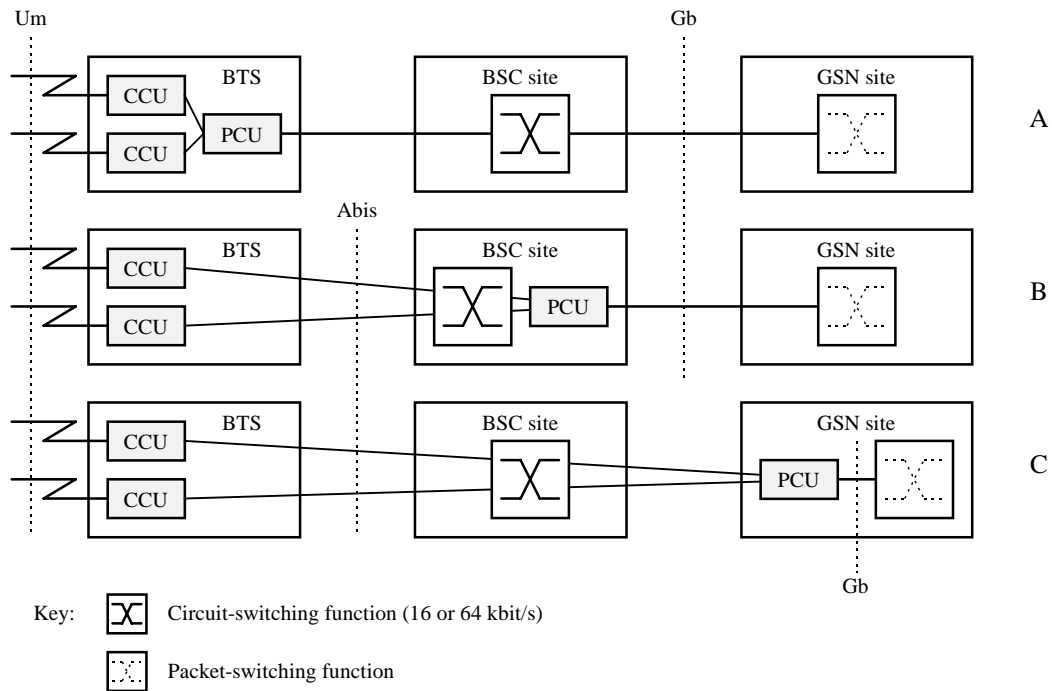 Um
Gb
BTS
BSC site
GSN site
CCU
PCU
CCU
A
Abis
BTS
BSC site
GSN site
CCU
PCU
CCU
B
BTS
BSC site
GSN site
CCU
PCU
CCU
C
Gb
Key:
Circuit-switching function (16 or 64 kbit/s)
Packet-switching function